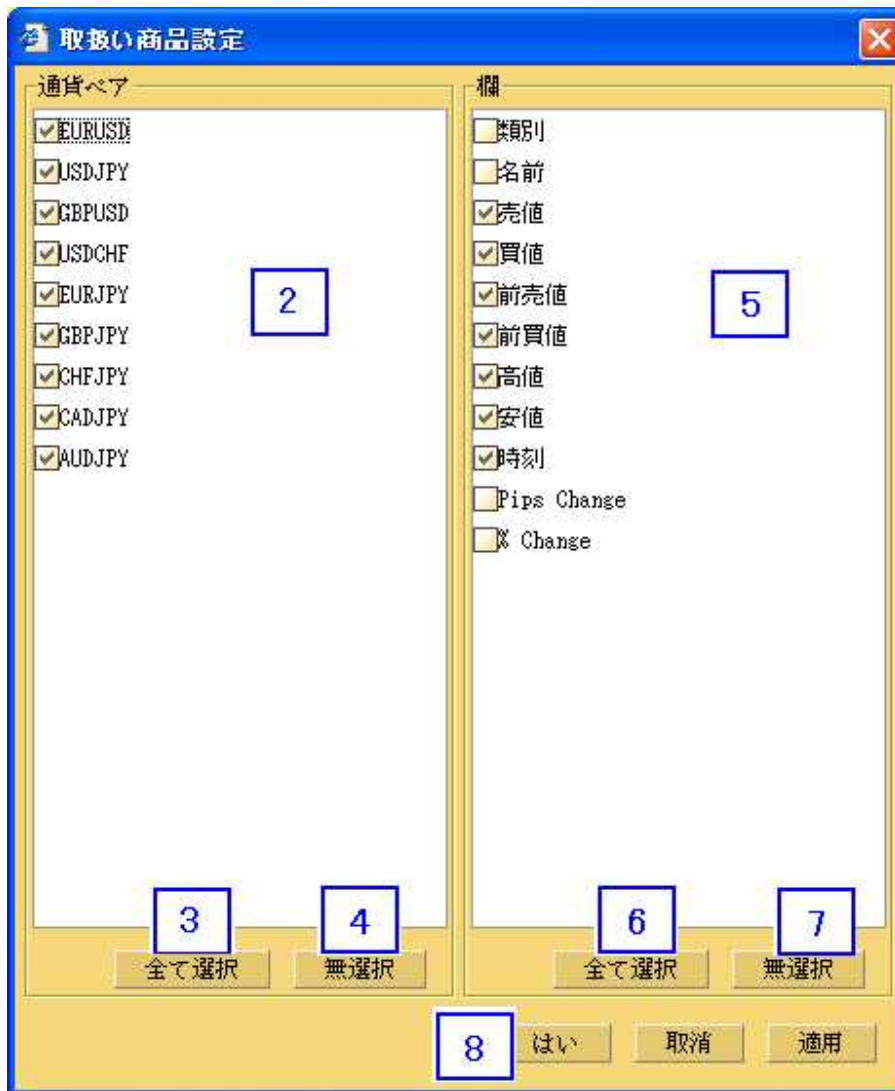 取扱い商品設定
通貨ペア
EURUSD
USDJPY
GBPUSD
USDCHF
EURJPY
GBPJPY
CHFJPY
CADJPY
AUDJPY
2
3
4
全て選択
無選択
欄
類別
名前
売値
買値
前売値
前買値
高値
安値
時刻
Pips Change
% Change
5
6
7
全て選択
無選択
8
はい
取消
適用